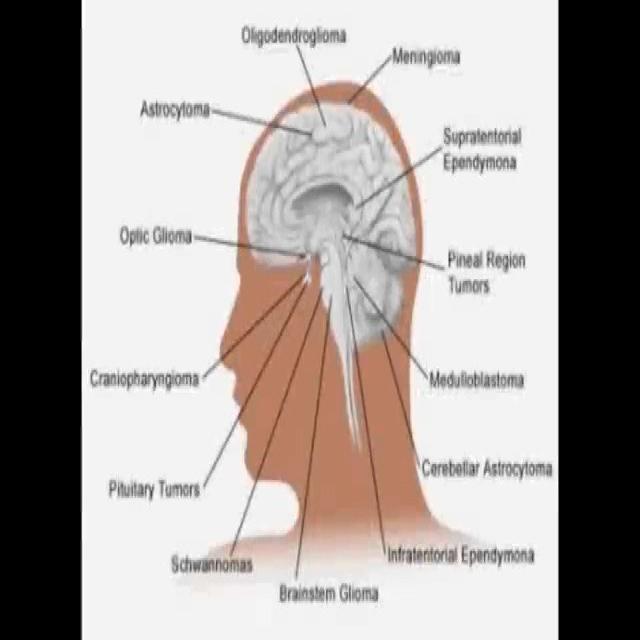 Oligodendroglioma
Meningioma
Astrocytoma
Supratentorial
Ependymona
Optic Glioma
Pineal Region
Tumors
Craniopharyngioma
Medulloblastoma
Cerebellar Astrocytoma
Pituitary Tumors
Infratentorial Ependymona
Schwannomas
Brainstem Glioma